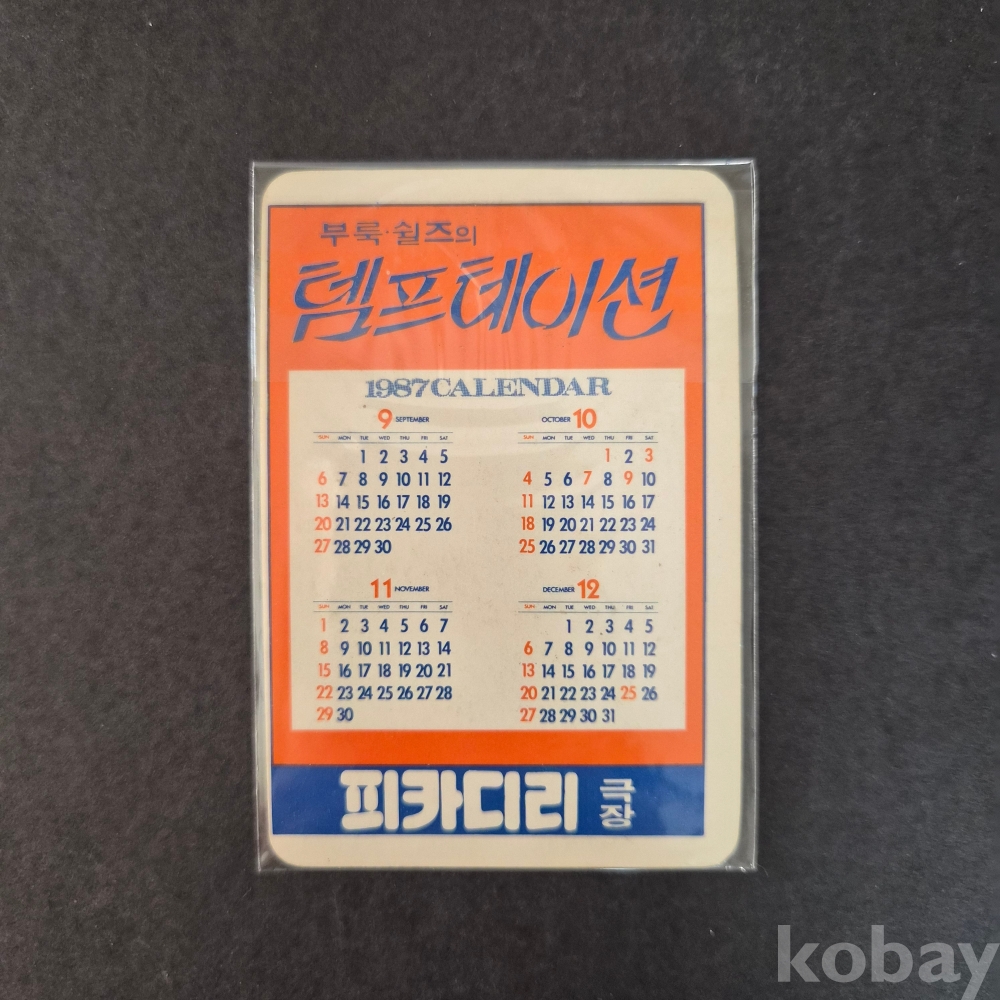 부룩·쉴즈의
템프테이션
1987 CALENDAR
9 SEPTEMBER
SUN MON TUE WED THU FRI SAT
1 2 3 4 5
6 7 8 9 10 11 12
13 14 15 16 17 18 19
20 21 22 23 24 25 26
27 28 29 30
OCTOBER 10
SUN MON TUE WED THU FRI SAT
1 2 3
4 5 6 7 8 9 10
11 12 13 14 15 16 17
18 19 20 21 22 23 24
25 26 27 28 29 30 31
11 NOVEMBER
SUN MON TUE WED THU FRI SAT
1 2 3 4 5 6 7
8 9 10 11 12 13 14
15 16 17 18 19 20 21
22 23 24 25 26 27 28
29 30
DECEMBER 12
SUN MON TUE WED THU FRI SAT
1 2 3 4 5
6 7 8 9 10 11 12
13 14 15 16 17 18 19
20 21 22 23 24 25 26
27 28 29 30 31
피카디리 극장
kobay